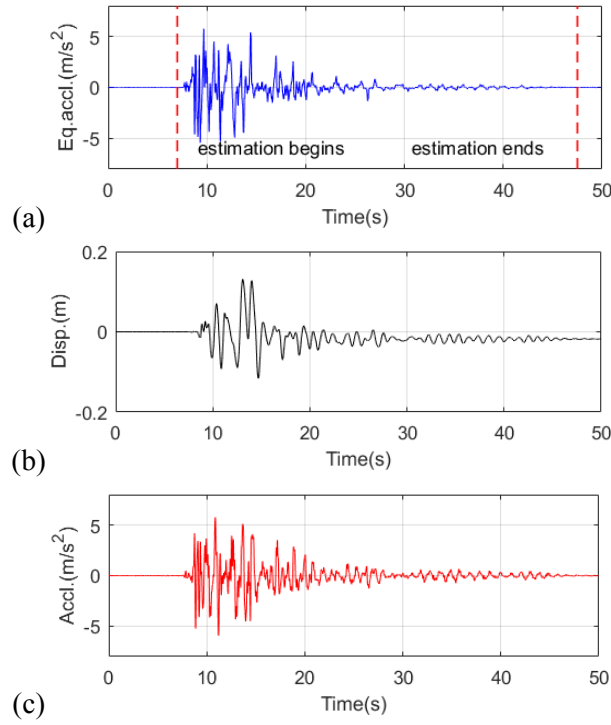 5
0
-5
Eq.accl.(m/s²)
estimation begins
estimation ends
0
10
20
30
40
50
Time(s)
(a)
0.2
0
-0.2
Disp.(m)
0
10
20
30
40
50
Time(s)
(b)
5
0
-5
Accl.(m/s²)
0
10
20
30
40
50
Time(s)
(c)